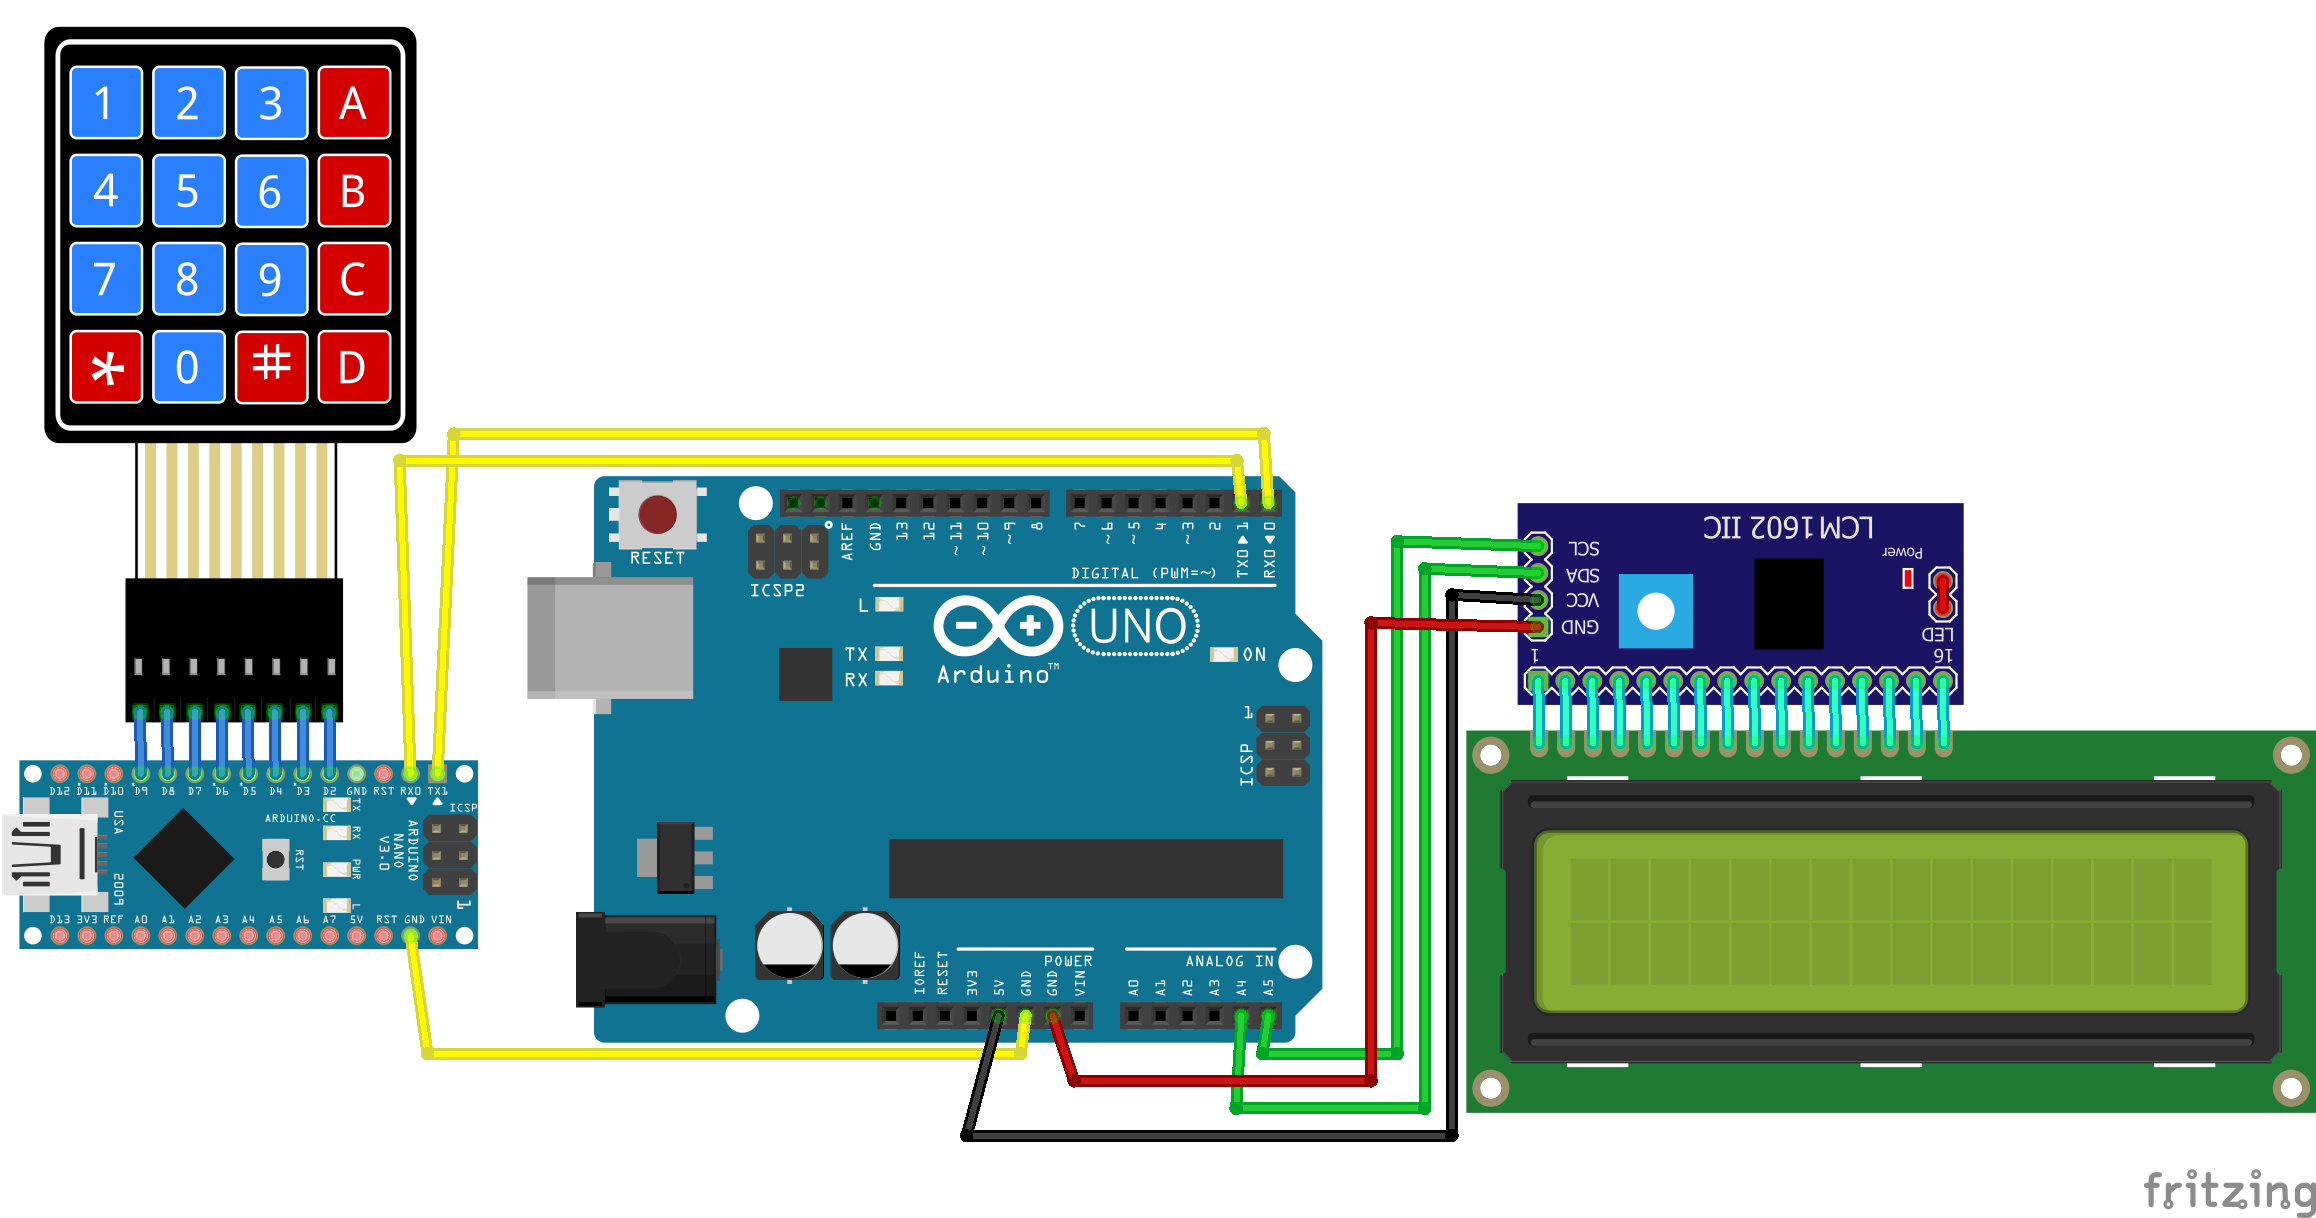 1 2 3 A
4 5 6 B
7 8 9 C
* 0 # D
RESET
ICSP2
AREF
GND
13
12
~11
~10
~9
8
7
~6
~5
4
~3
2
TX0▶1
RX0◀0
DIGITAL (PWM=~)
L
TX
RX
UNO
Arduino™
ON
1
ICSP
POWER
ANALOG IN
IOREF
RESET
3V3
5V
GND
GND
VIN
A0
A1
A2
A3
A4
A5
LCM1602 IIC
SCL
SDA
VCC
GND
Power
LED
1
16
D12 D11 D10 D9 D8 D7 D6 D5 D4 D3 D2 GND RST RX0 TX1
ICSP
ARDUINO.CC
USA
2009
RST
TX
RX
PWR
L
ARDUINO
NANO
V3.0
1
D13 3V3 REF A0 A1 A2 A3 A4 A5 A6 A7 5V RST GND VIN
fritzing